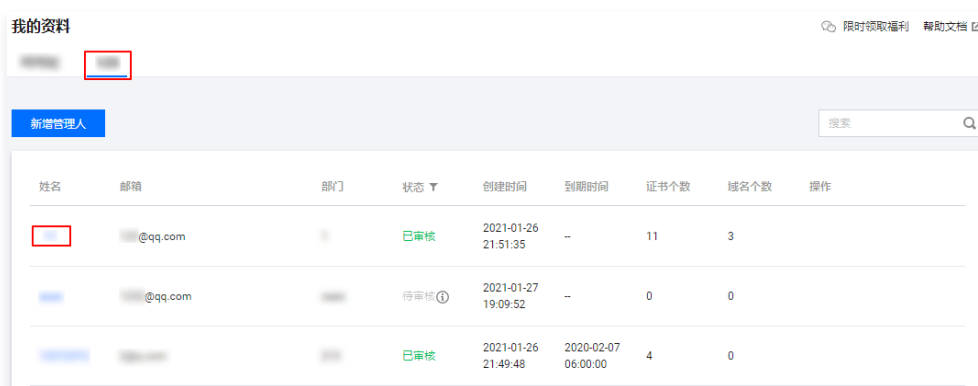 我的资料
限时领取福利 帮助文档
新增管理人
搜索
姓名 邮箱 部门 状态 创建时间 到期时间 证书个数 域名个数 操作
@qq.com 已审核 2021-01-26 21:51:35 -- 11 3
@qq.com 待审核 2021-01-27 19:09:52 -- 0 0
已审核 2021-01-26 21:49:48 2020-02-07 06:00:00 4 0